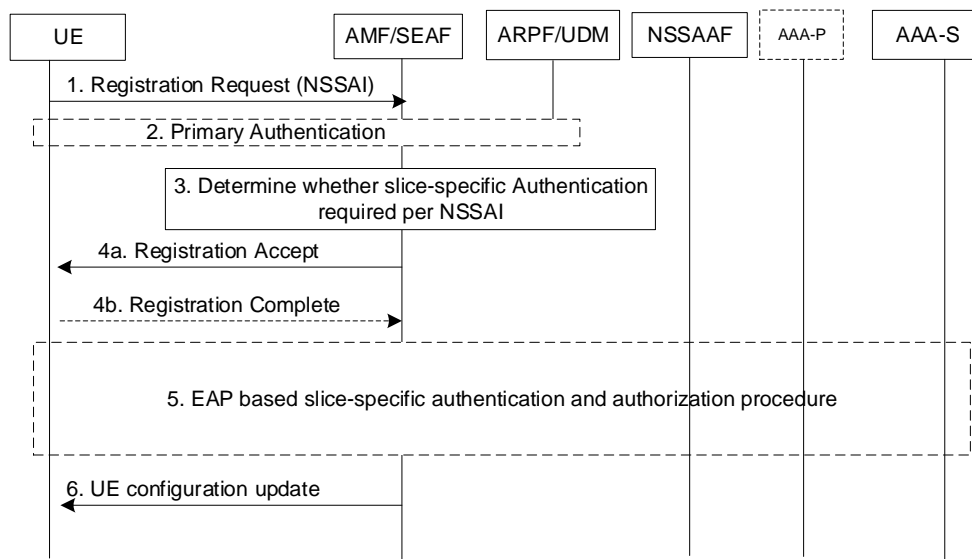 UE
AMF/SEAF
ARPF/UDM
NSSAAF
AAA-P
AAA-S
1. Registration Request (NSSAI)
2. Primary Authentication
3. Determine whether slice-specific Authentication
required per NSSAI
4a. Registration Accept
4b. Registration Complete
5. EAP based slice-specific authentication and authorization procedure
6. UE configuration update